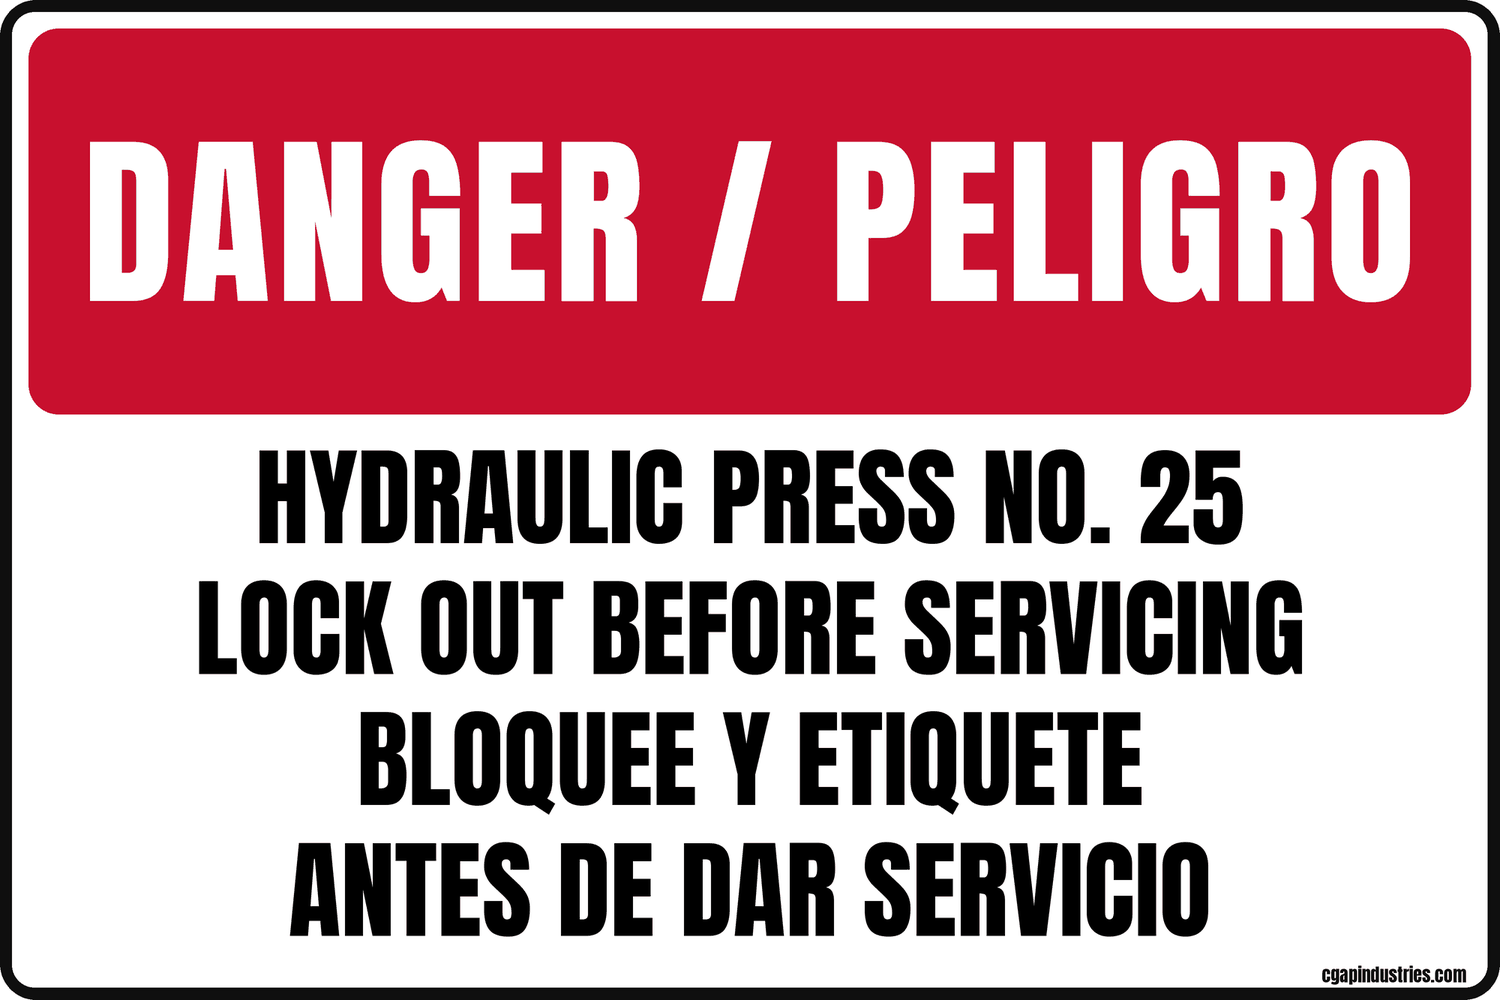 DANGER / PELIGRO
HYDRAULIC PRESS NO. 25
LOCK OUT BEFORE SERVICING
BLOQUEE Y ETIQUETE
ANTES DE DAR SERVICIO
cgapindustries.com